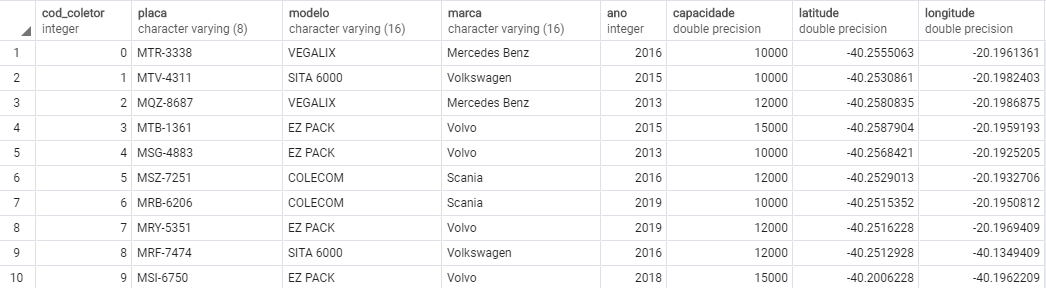 cod_coletor placa modelo marca ano capacidade latitude longitude
integer character varying (8) character varying (16) character varying (16) integer double precision double precision double precision
1 0 MTR-3338 VEGALIX Mercedes Benz 2016 10000 -40.2555063 -20.1961361
2 1 MTV-4311 SITA 6000 Volkswagen 2015 10000 -40.2530861 -20.1982403
3 2 MQZ-8687 VEGALIX Mercedes Benz 2013 12000 -40.2580835 -20.1986875
4 3 MTB-1361 EZ PACK Volvo 2015 15000 -40.2587904 -20.1959193
5 4 MSG-4883 EZ PACK Volvo 2013 10000 -40.2568421 -20.1925205
6 5 MSZ-7251 COLECOM Scania 2016 12000 -40.2529013 -20.1932706
7 6 MRB-6206 COLECOM Scania 2019 10000 -40.2515352 -20.1950812
8 7 MRY-5351 EZ PACK Volvo 2019 12000 -40.2516228 -20.1969409
9 8 MRF-7474 SITA 6000 Volkswagen 2016 12000 -40.2512928 -40.1349409
10 9 MSI-6750 EZ PACK Volvo 2018 15000 -40.2006228 -40.1962209